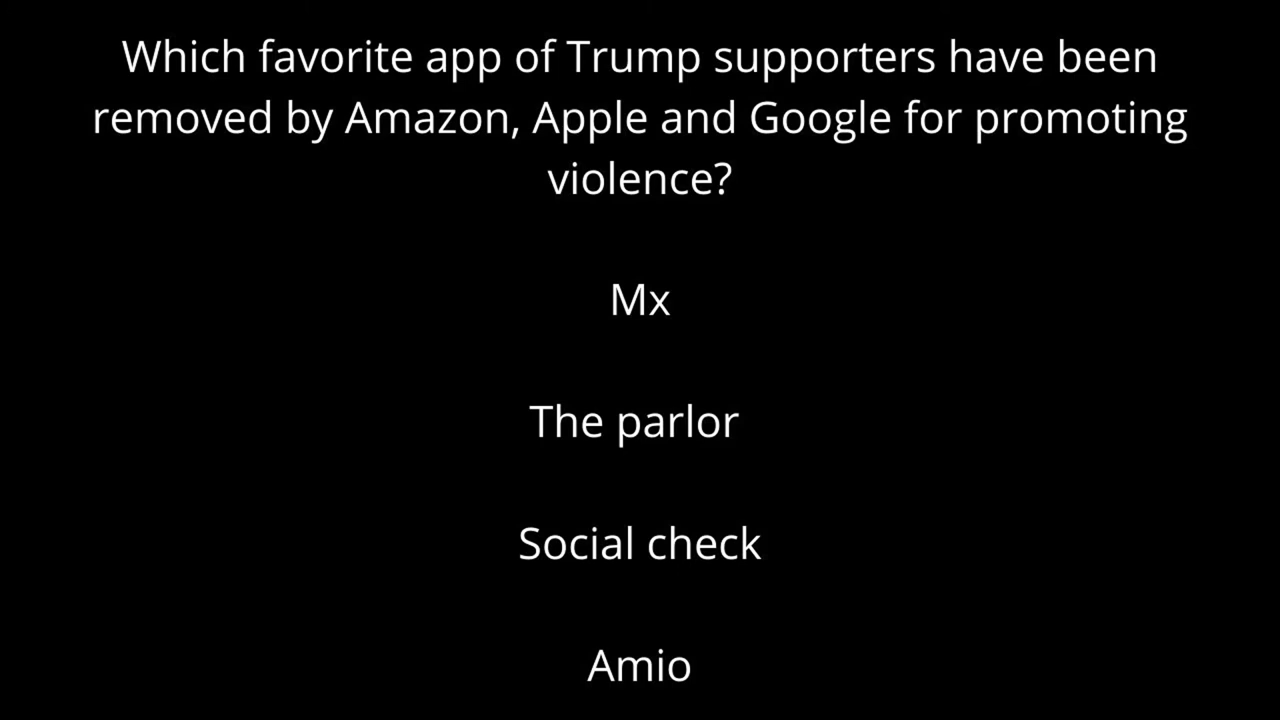 Which favorite app of Trump supporters have been
removed by Amazon, Apple and Google for promoting
violence?
Mx
The parlor
Social check
Amio